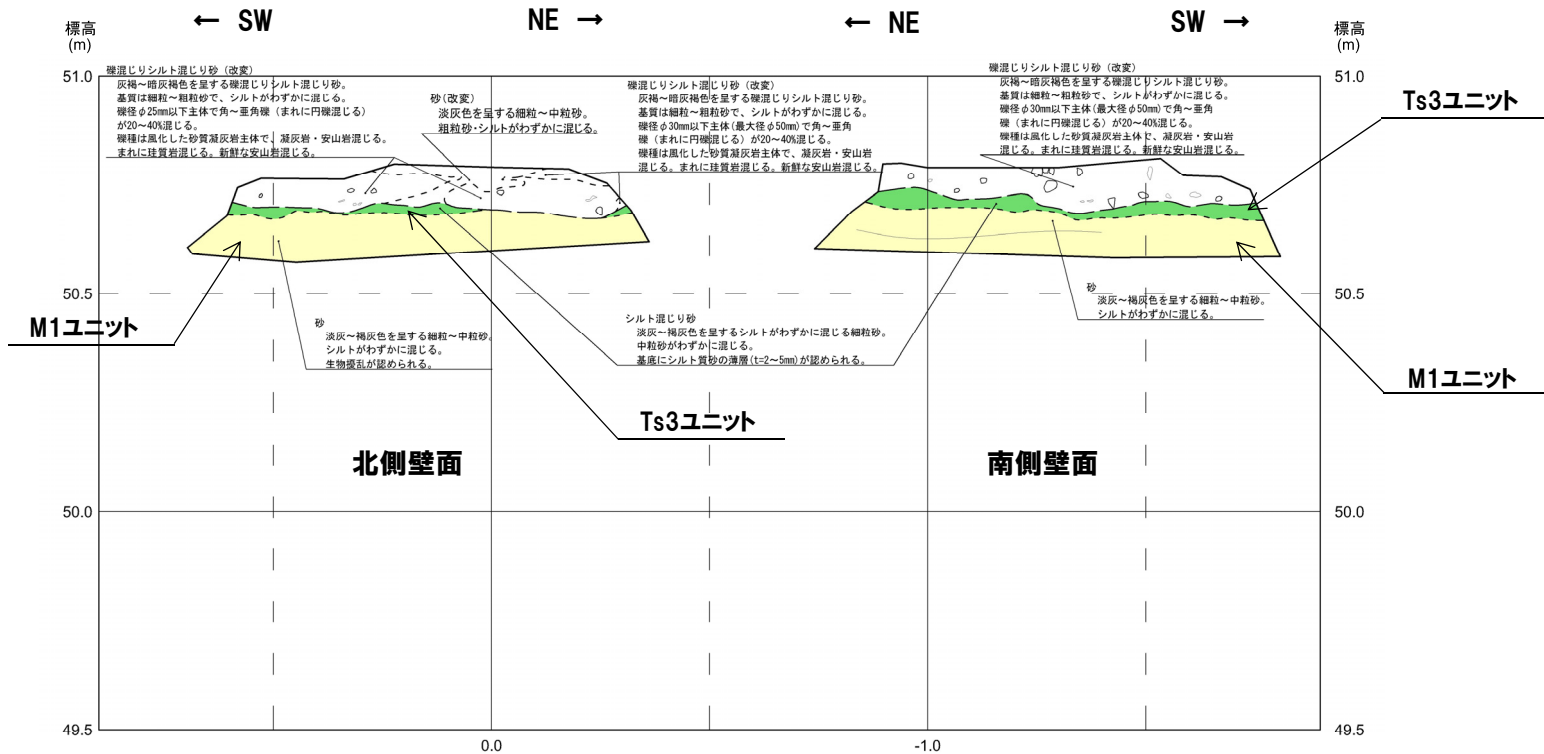 ← SW
NE →
← NE
SW →
標高
(m)
標高
(m)
51.0
51.0
50.5
50.5
50.0
50.0
49.5
49.5
0.0
-1.0
礫混じりシルト混じり砂（改変）
灰褐～暗灰褐色を呈する礫混じりシルト混じり砂。
基質は細粒～粗粒砂で、シルトがわずかに混じる。
礫径φ25mm以下主体で角～亜角礫（まれに円礫混じる）
が20～40%混じる。
礫種は風化した砂質凝灰岩主体で、凝灰岩・安山岩混じる。
まれに珪質岩混じる。新鮮な安山岩混じる。
砂(改変)
淡灰色を呈する細粒～中粒砂。
粗粒砂・シルトがわずかに混じる。
礫混じりシルト混じり砂（改変）
灰褐～暗灰褐色を呈する礫混じりシルト混じり砂。
基質は細粒～粗粒砂で、シルトがわずかに混じる。
礫径φ30mm以下主体(最大径φ50mm)で角～亜角
礫（まれに円礫混じる）が20～40%混じる。
礫種は風化した砂質凝灰岩主体で、凝灰岩・安山岩
混じる。まれに珪質岩混じる。新鮮な安山岩混じる。
礫混じりシルト混じり砂（改変）
灰褐～暗灰褐色を呈する礫混じりシルト混じり砂。
基質は細粒～粗粒砂で、シルトがわずかに混じる。
礫径φ30mm以下主体(最大径φ50mm)で角～亜角
礫（まれに円礫混じる）が20～40%混じる。
礫種は風化した砂質凝灰岩主体で、凝灰岩・安山岩
混じる。まれに珪質岩混じる。新鮮な安山岩混じる。
Ts3ユニット
M1ユニット
砂
淡灰～褐灰色を呈する細粒～中粒砂。
シルトがわずかに混じる。
生物擾乱が認められる。
シルト混じり砂
淡灰～褐灰色を呈するシルトがわずかに混じる細粒砂。
中粒砂がわずかに混じる。
基底にシルト質砂の薄層(t=2～5mm)が認められる。
砂
淡灰～褐灰色を呈する細粒～中粒砂。
シルトがわずかに混じる。
M1ユニット
Ts3ユニット
北側壁面
南側壁面